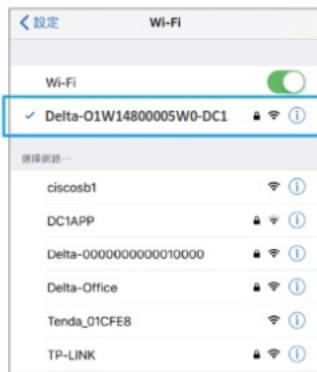 設定 Wi-Fi
Wi-Fi
Delta-O1W14800005W0-DC1
選擇網路…
ciscosb1
DC1APP
Delta-0000000000010000
Delta-Office
Tenda_01CFE8
TP-LINK